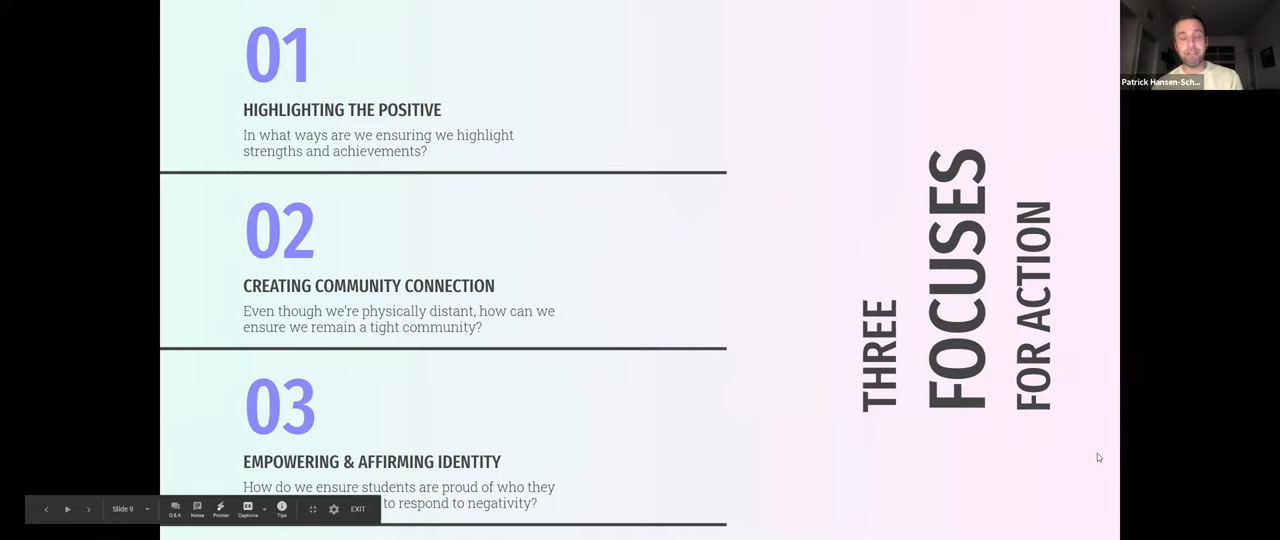 01
HIGHLIGHTING THE POSITIVE
In what ways are we ensuring we highlight
strengths and achievements?
02
CREATING COMMUNITY CONNECTION
Even though we're physically distant, how can we
ensure we remain a tight community?
03
EMPOWERING & AFFIRMING IDENTITY
How do we ensure students are proud of who they
to respond to negativity?
THREE
FOCUSES
FOR ACTION
Patrick Hansen-Sch...
Slide 9
Q & A
Notes
Pointer
Captions
Tips
EXIT